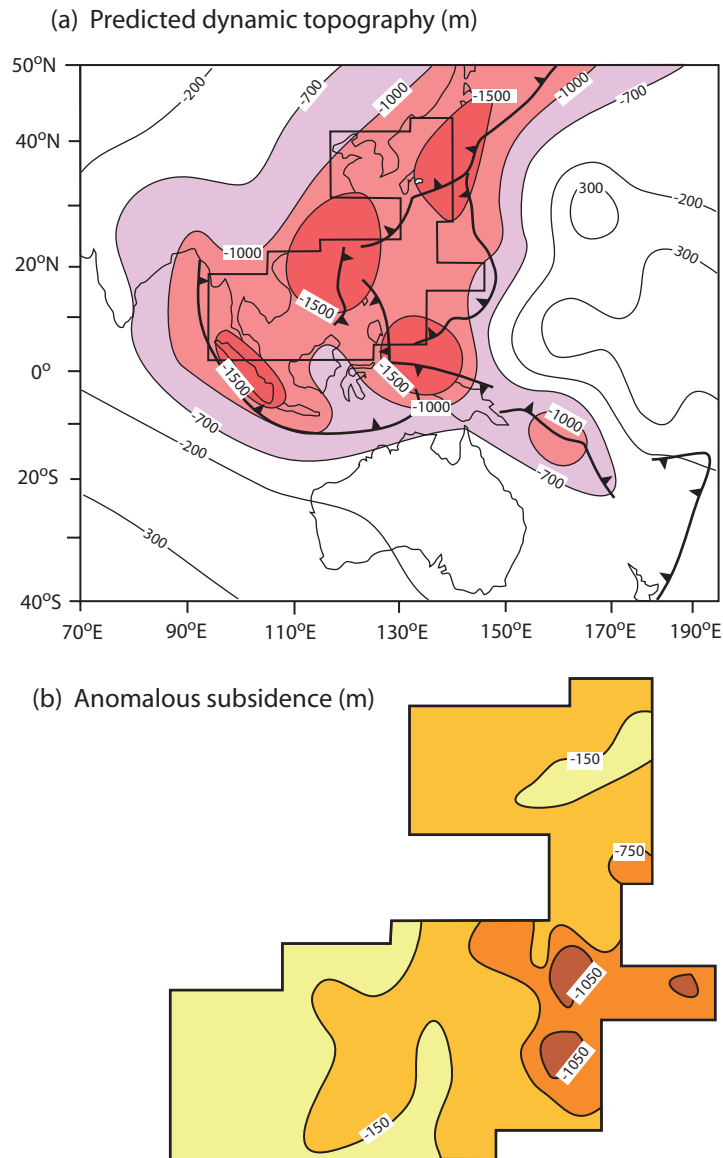 (a) Predicted dynamic topography (m)
50°N
40°N
20°N
0°
20°S
40°S
70°E
90°E
110°E
130°E
150°E
170°E
190°E
-200
-700
-1000
-1500
-1000
-700
300
-200
300
-1000
-1500
-1500
-1500
-1000
-1000
-700
-200
-700
300
(b) Anomalous subsidence (m)
-150
-750
-1050
-1050
-150